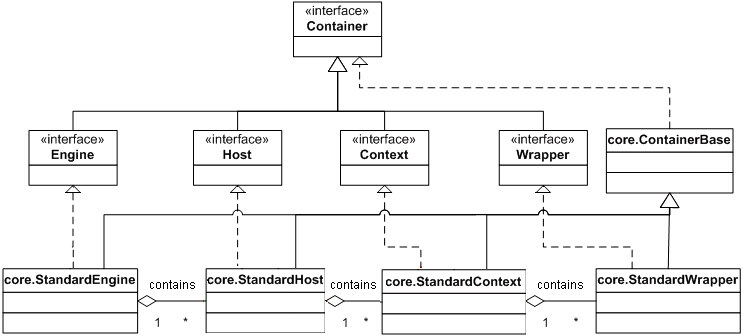 «interface»
Container
«interface»
Engine
«interface»
Host
«interface»
Context
«interface»
Wrapper
core.ContainerBase
core.StandardEngine
contains
1 *
core.StandardHost
contains
1 *
core.StandardContext
contains
1 *
core.StandardWrapper